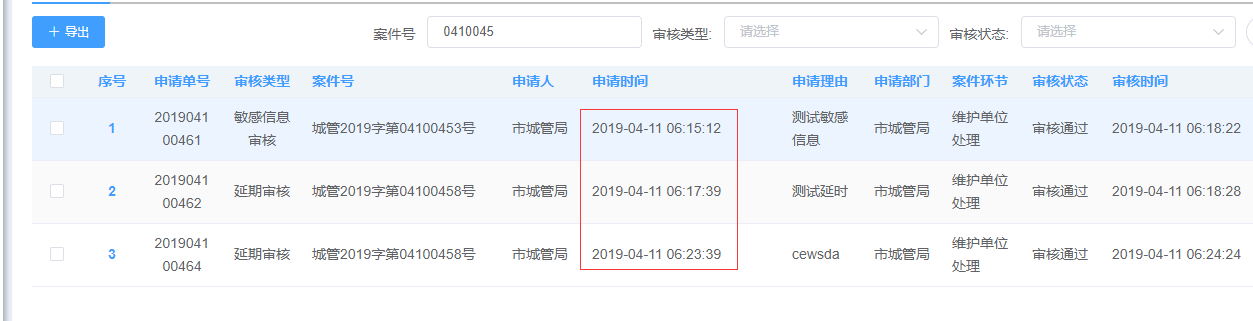 + 导出 案件号 0410045 审核类型: 请选择 审核状态: 请选择
序号 申请单号 审核类型 案件号 申请人 申请时间 申请理由 申请部门 案件环节 审核状态 审核时间
1 2019041 00461 敏感信息 审核 城管2019字第04100453号 市城管局 2019-04-11 06:15:12 测试敏感 信息 市城管局 维护单位 处理 审核通过 2019-04-11 06:18:22
2 2019041 00462 延期审核 城管2019字第04100458号 市城管局 2019-04-11 06:17:39 测试延时 市城管局 维护单位 处理 审核通过 2019-04-11 06:18:28
3 2019041 00464 延期审核 城管2019字第04100458号 市城管局 2019-04-11 06:23:39 cewsda 市城管局 维护单位 处理 审核通过 2019-04-11 06:24:24